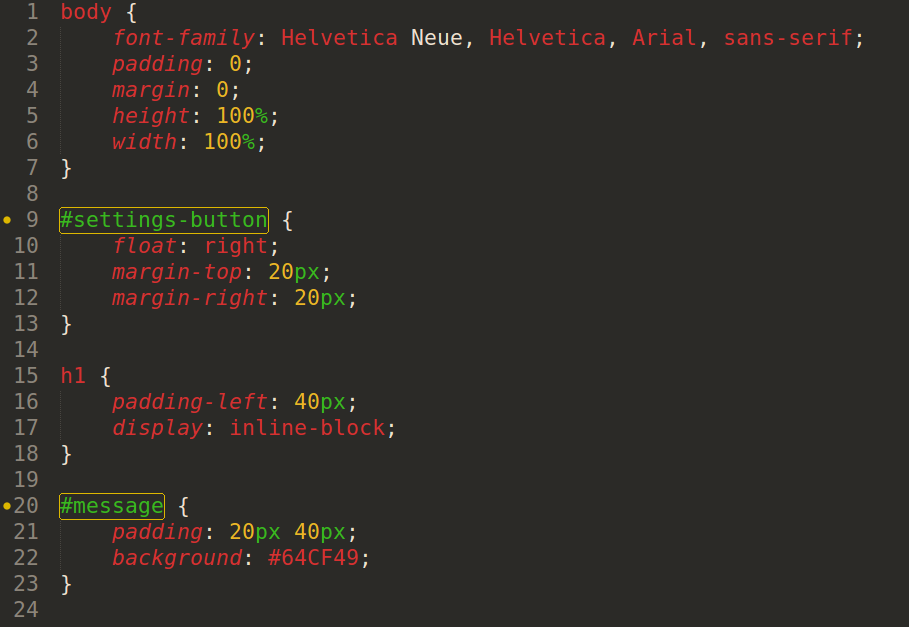 1 body {
2 font-family: Helvetica Neue, Helvetica, Arial, sans-serif;
3 padding: 0;
4 margin: 0;
5 height: 100%;
6 width: 100%;
7 }
8
9 #settings-button {
10 float: right;
11 margin-top: 20px;
12 margin-right: 20px;
13 }
14
15 h1 {
16 padding-left: 40px;
17 display: inline-block;
18 }
19
20 #message {
21 padding: 20px 40px;
22 background: #64CF49;
23 }
24